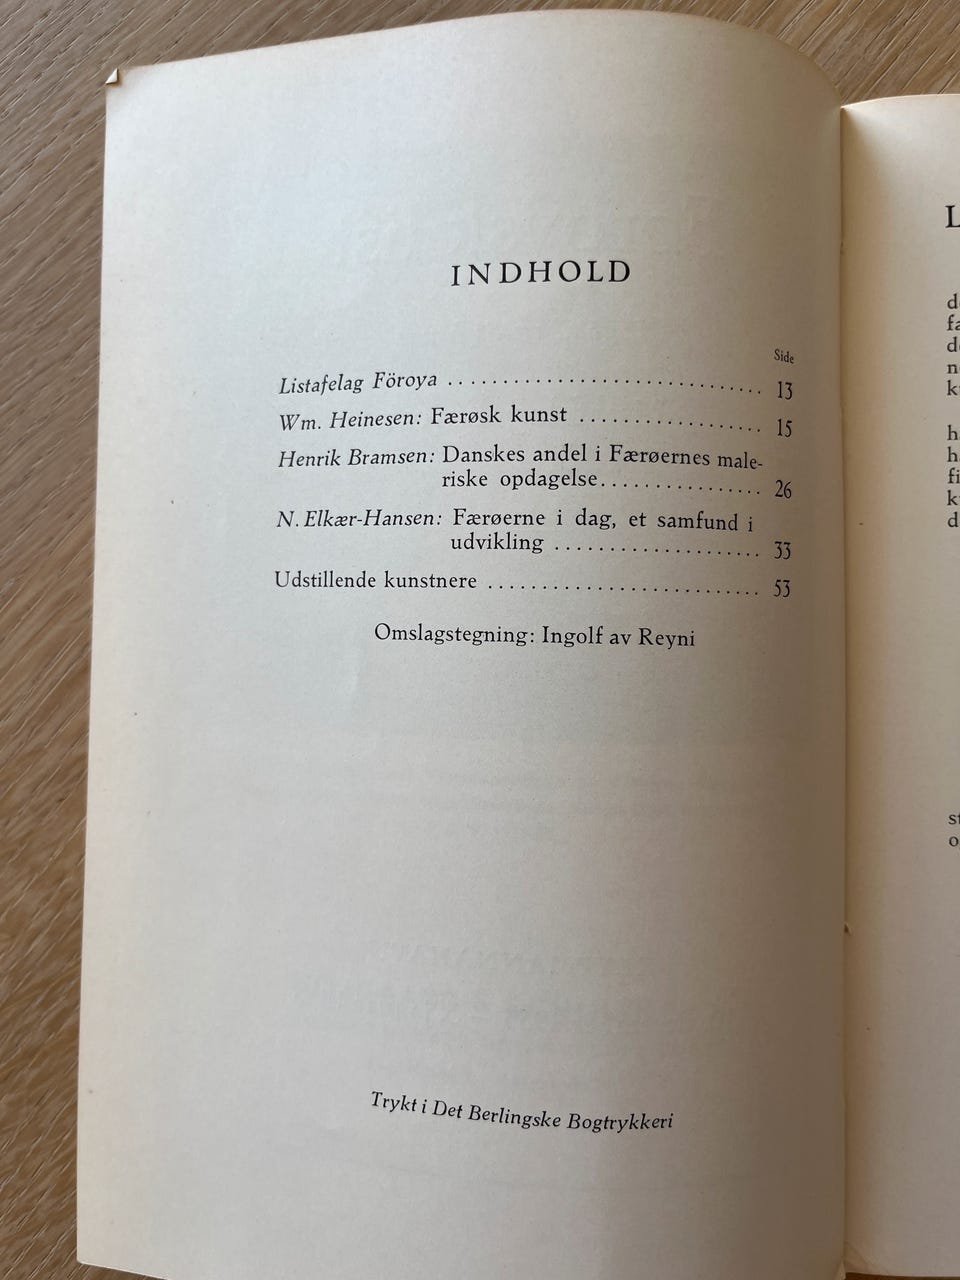 INDHOLD
Side
Listafelag Föroya .............................. 13
Wm. Heinesen: Færøsk kunst .................. 15
Henrik Bramsen: Danskes andel i Færøernes male-
riske opdagelse................ 26
N. Elkær-Hansen: Færøerne i dag, et samfund i
udvikling .................... 33
Udstillende kunstnere .......................... 53
Omslagstegning: Ingolf av Reyni
Trykt i Det Berlingske Bogtrykkeri